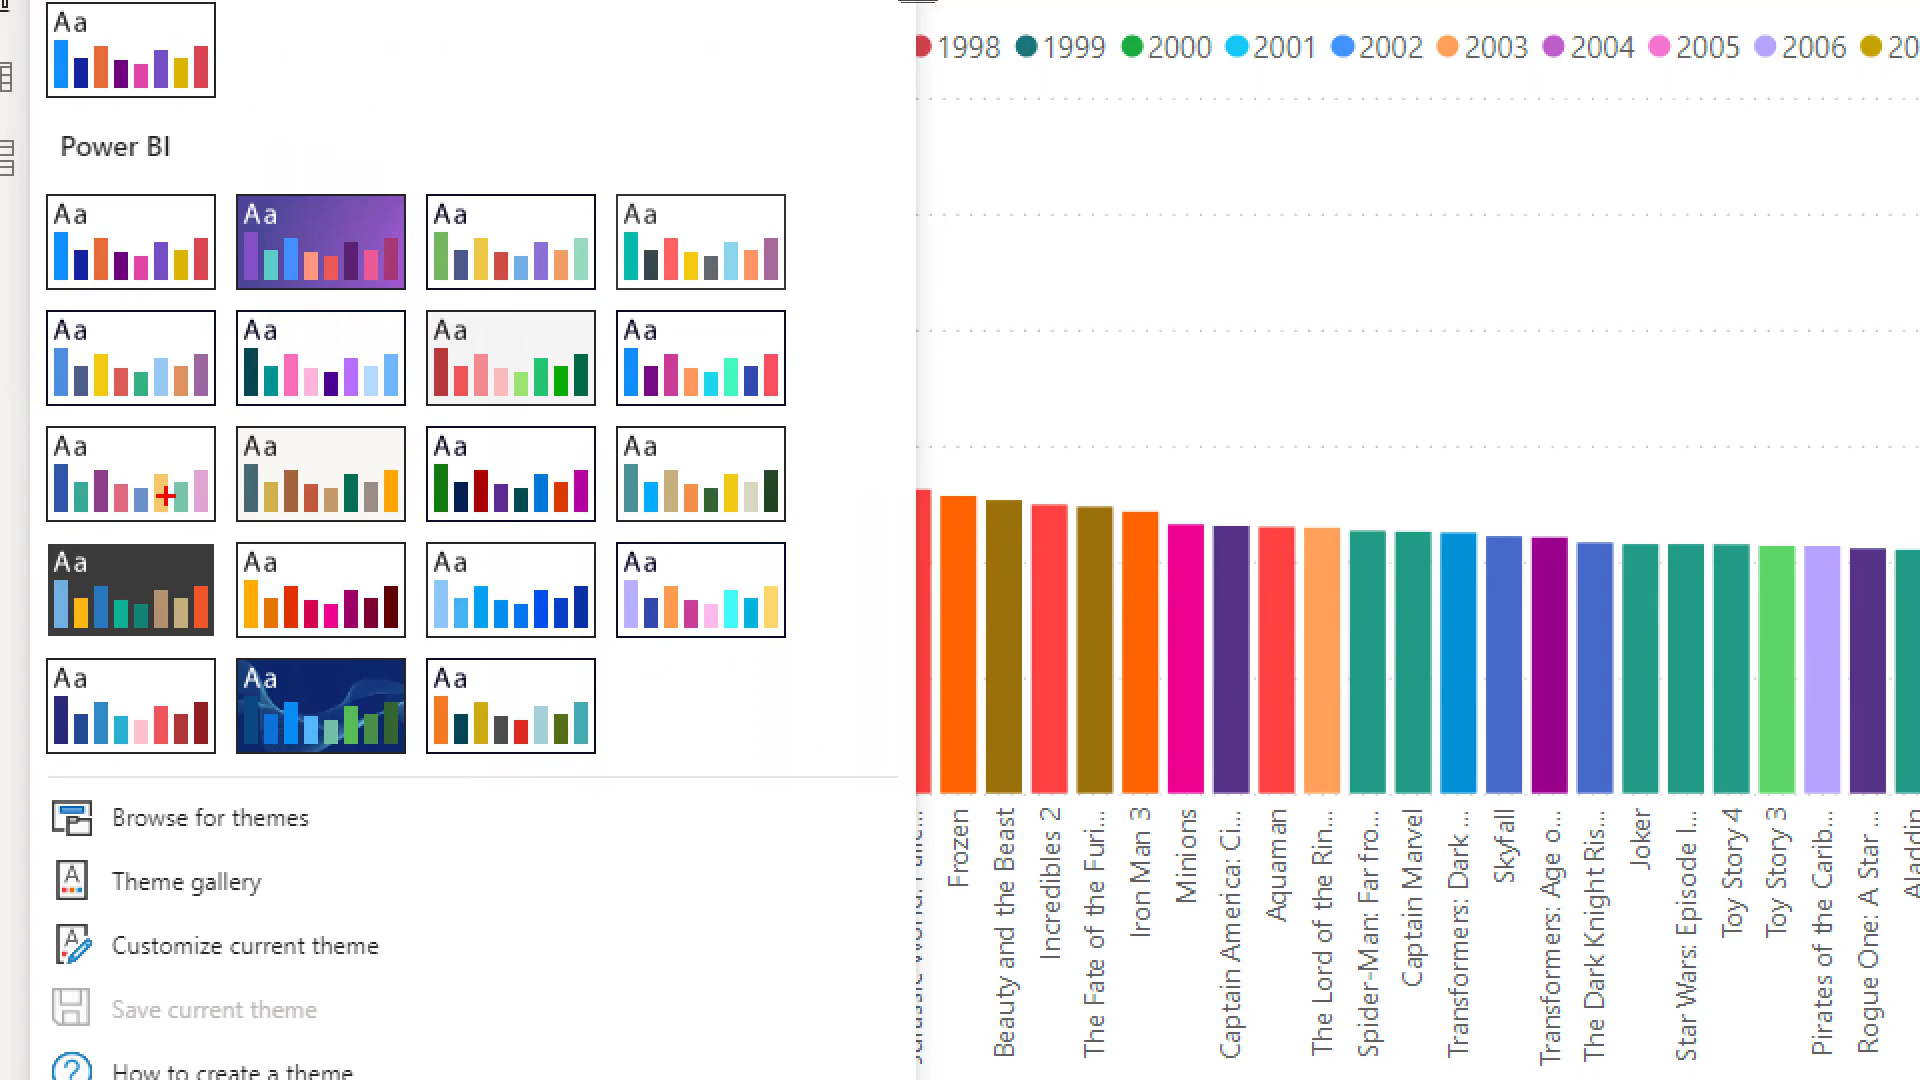 Aa
Power BI
Aa Aa Aa Aa
Aa Aa Aa Aa
Aa Aa Aa Aa
Aa Aa Aa Aa
Aa Aa Aa
Browse for themes
Theme gallery
Customize current theme
Save current theme
How to create a theme
1998 1999 2000 2001 2002 2003 2004 2005 2006 20
Frozen
Beauty and the Beast
Incredibles 2
The Fate of the Furi...
Iron Man 3
Minions
Captain America: Ci...
Aquaman
The Lord of the Rin...
Spider-Man: Far fro...
Captain Marvel
Transformers: Dark ...
Skyfall
Transformers: Age o...
The Dark Knight Ris...
Joker
Star Wars: Episode I...
Toy Story 4
Toy Story 3
Pirates of the Carib...
Rogue One: A Star ...
Aladdin